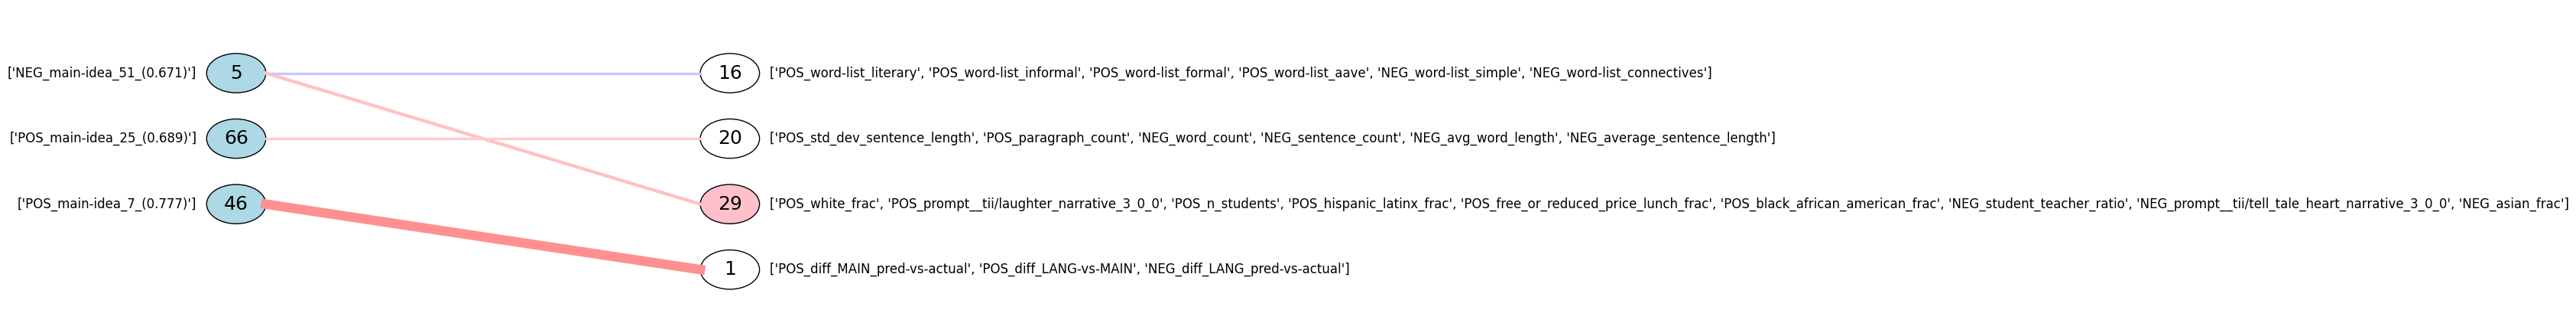 ['NEG_main-idea_51_(0.671)'] 5 16 ['POS_word-list_literary', 'POS_word-list_informal', 'POS_word-list_formal', 'POS_word-list_aave', 'NEG_word-list_simple', 'NEG_word-list_connectives']
['POS_main-idea_25_(0.689)'] 66 20 ['POS_std_dev_sentence_length', 'POS_paragraph_count', 'NEG_word_count', 'NEG_sentence_count', 'NEG_avg_word_length', 'NEG_average_sentence_length']
['POS_main-idea_7_(0.777)'] 46 29 ['POS_white_frac', 'POS_prompt__tii/laughter_narrative_3_0_0', 'POS_n_students', 'POS_hispanic_latinx_frac', 'POS_free_or_reduced_price_lunch_frac', 'POS_black_african_american_frac', 'NEG_student_teacher_ratio', 'NEG_prompt__tii/tell_tale_heart_narrative_3_0_0', 'NEG_asian_frac']
1 ['POS_diff_MAIN_pred-vs-actual', 'POS_diff_LANG-vs-MAIN', 'NEG_diff_LANG_pred-vs-actual']